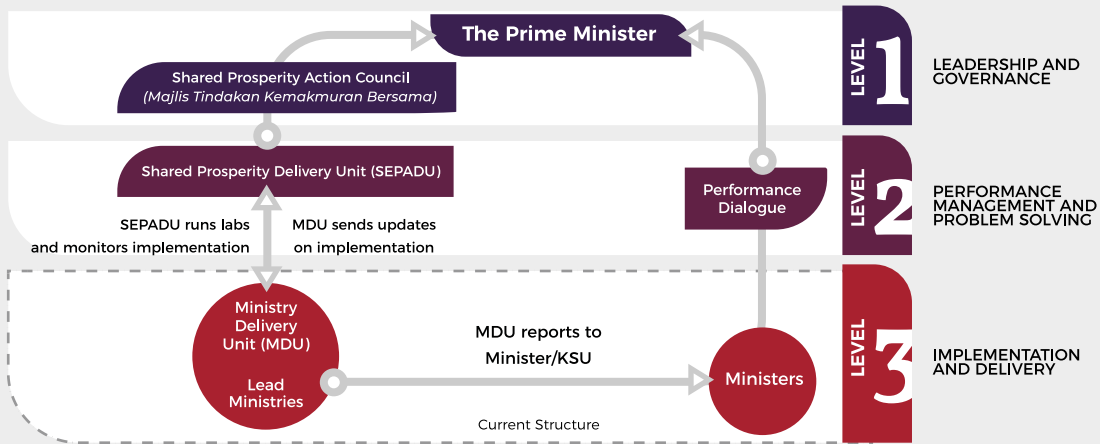 The Prime Minister
Shared Prosperity Action Council
(Majlis Tindakan Kemakmuran Bersama)
LEVEL 1
LEADERSHIP AND
GOVERNANCE
Shared Prosperity Delivery Unit (SEPADU)
Performance
Dialogue
SEPADU runs labs
and monitors implementation
MDU sends updates
on implementation
LEVEL 2
PERFORMANCE
MANAGEMENT AND
PROBLEM SOLVING
Ministry
Delivery
Unit (MDU)
Lead
Ministries
MDU reports to
Minister/KSU
Ministers
LEVEL 3
IMPLEMENTATION
AND DELIVERY
Current Structure